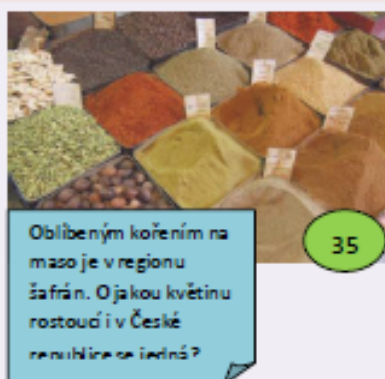 Oblíbeným kořením na
maso je v regionu
šafrán. O jakou květinu
rostoucí i v České
republice se jedná?
35